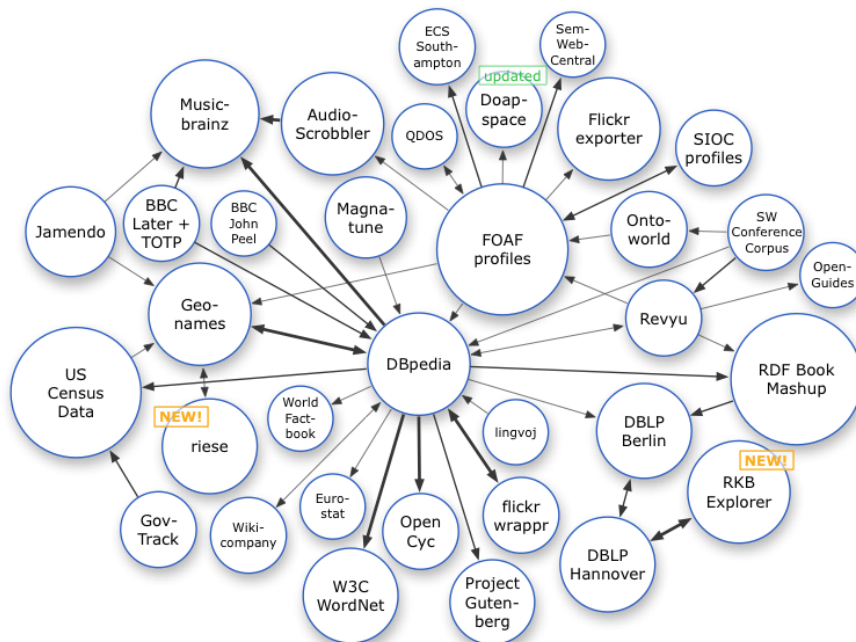 ECS
South-
ampton
Sem-
Web-
Central
updated
Doap-
space
Music-
brainz
Audio-
Scrobbler
QDOS
Flickr
exporter
SIOC
profiles
Jamendo
BBC
Later +
TOTP
BBC
John
Peel
Magna-
tune
FOAF
profiles
Onto-
world
SW
Conference
Corpus
Open-
Guides
Geo-
names
Revyu
DBpedia
US
Census
Data
RDF Book
Mashup
NEW!
riese
World
Fact-
book
lingvoj
DBLP
Berlin
NEW!
RKB
Explorer
Gov-
Track
Wiki-
company
Euro-
stat
Open
Cyc
flickr
wrappr
DBLP
Hannover
W3C
WordNet
Project
Guten-
berg